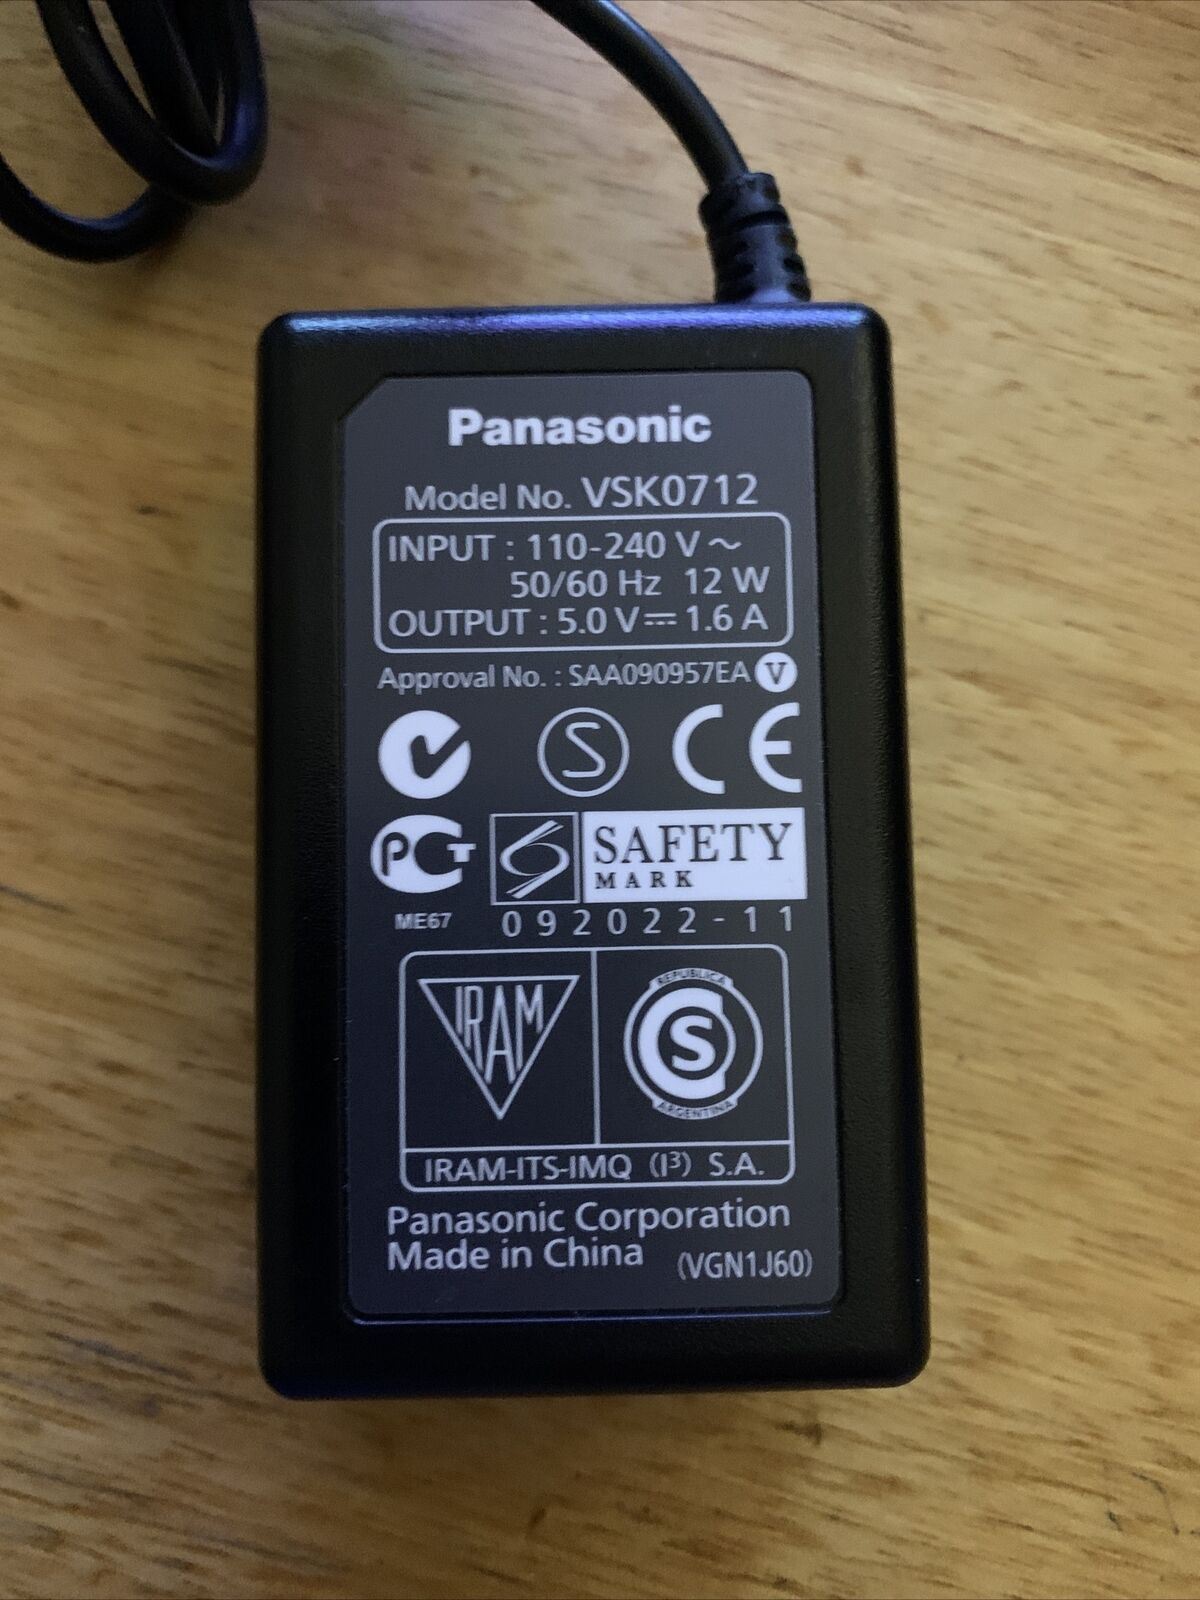 Panasonic
Model No. VSK0712
INPUT : 110-240 V ~
50/60 Hz 12 W
OUTPUT : 5.0 V ⎓ 1.6 A
Approval No. : SAA090957EA V
S CE
PCT SAFETY
MARK
ME67 092022-11
IRAM REPUBLICA
S
ARGENTINA
IRAM-ITS-IMQ (I³) S.A.
Panasonic Corporation
Made in China (VGN1J60)